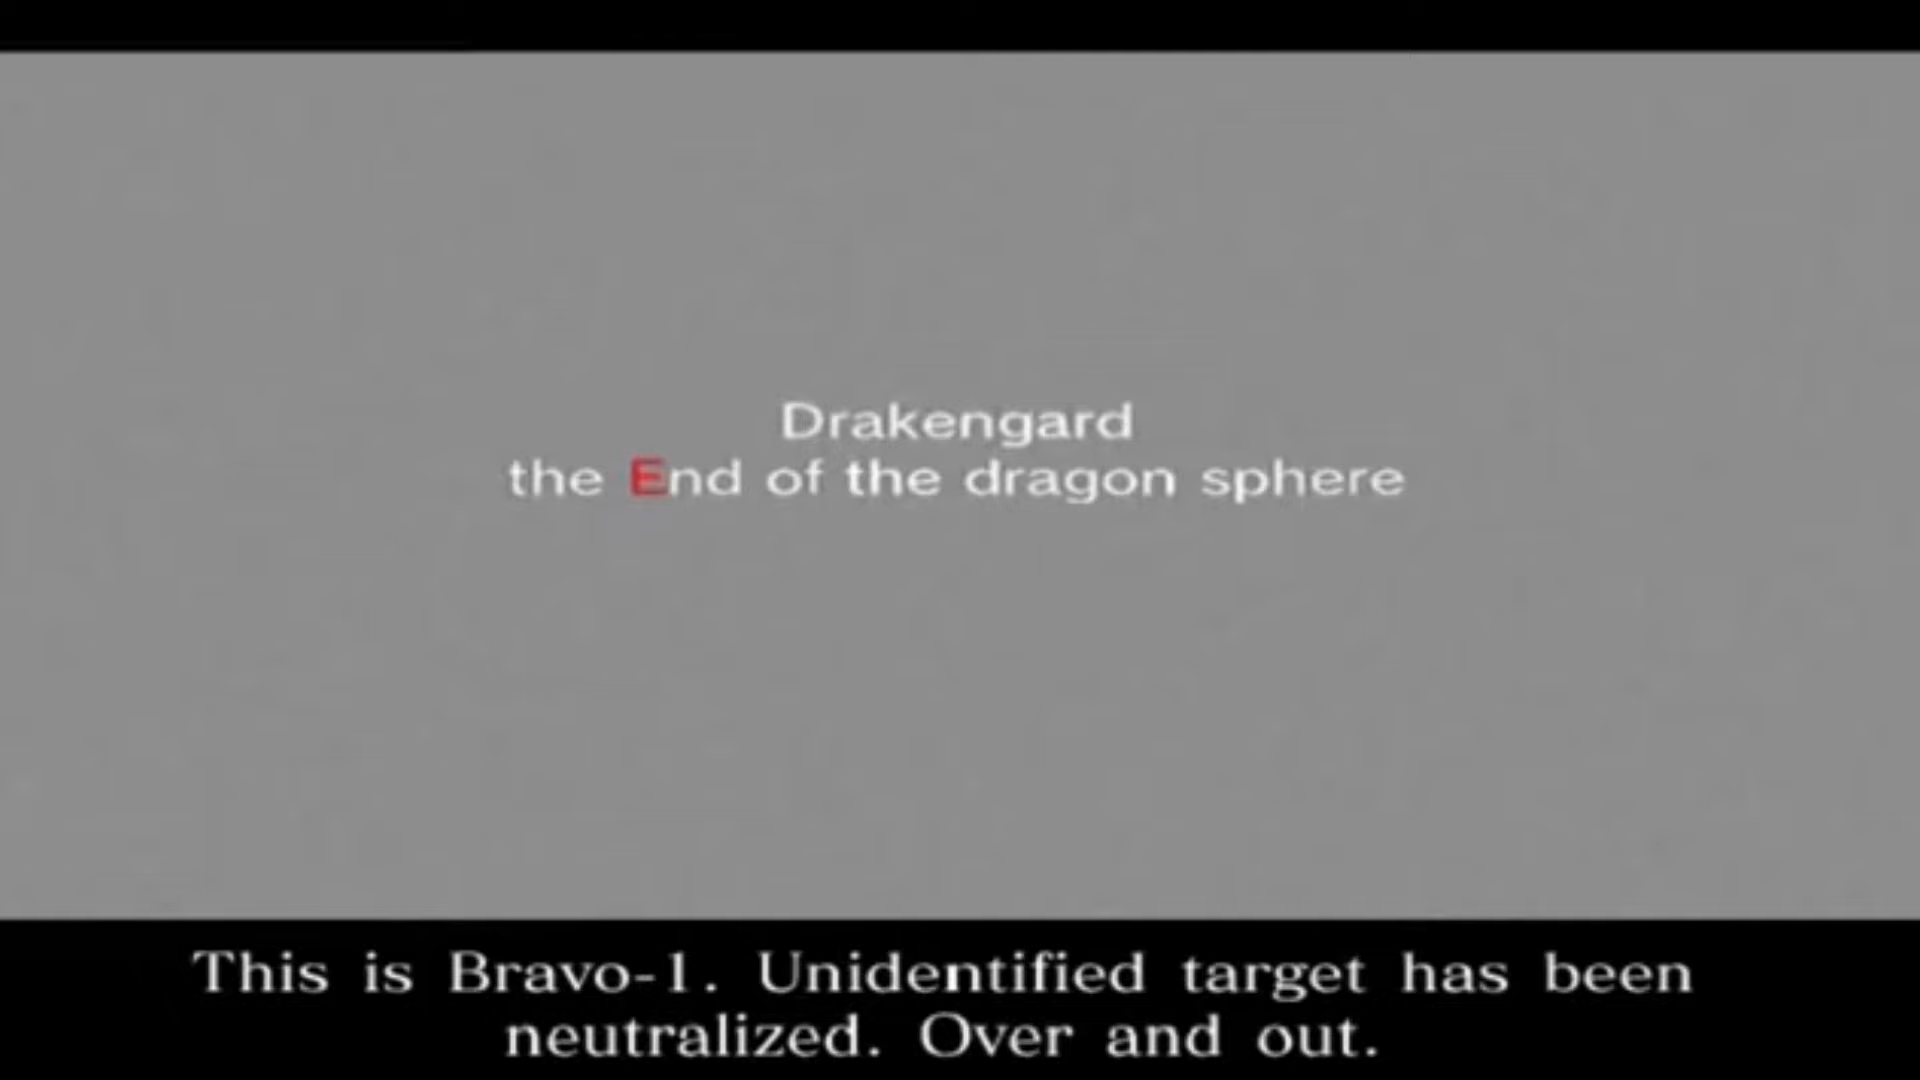 Drakengard
the End of the dragon sphere
This is Bravo-1. Unidentified target has been
neutralized. Over and out.